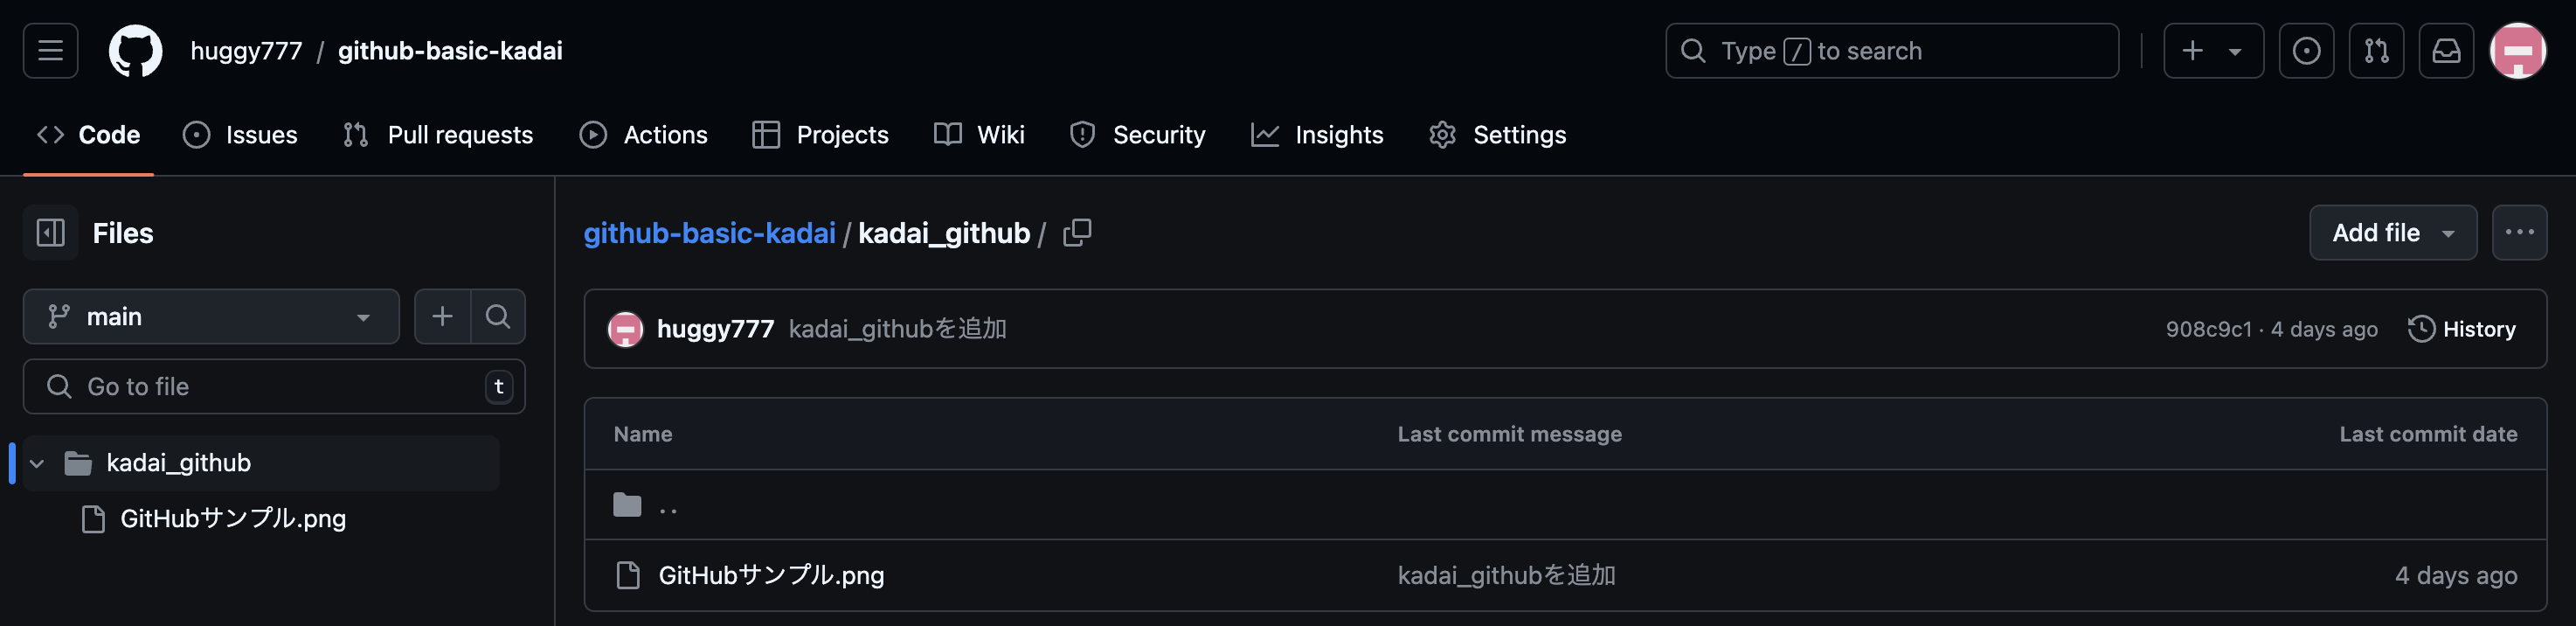 huggy777 / github-basic-kadai
Type / to search
Code Issues Pull requests Actions Projects Wiki Security Insights Settings
Files
main
Go to file t
kadai_github
GitHubサンプル.png
github-basic-kadai / kadai_github /
Add file
huggy777 kadai_githubを追加 908c9c1 · 4 days ago History
Name Last commit message Last commit date
..
GitHubサンプル.png kadai_githubを追加 4 days ago